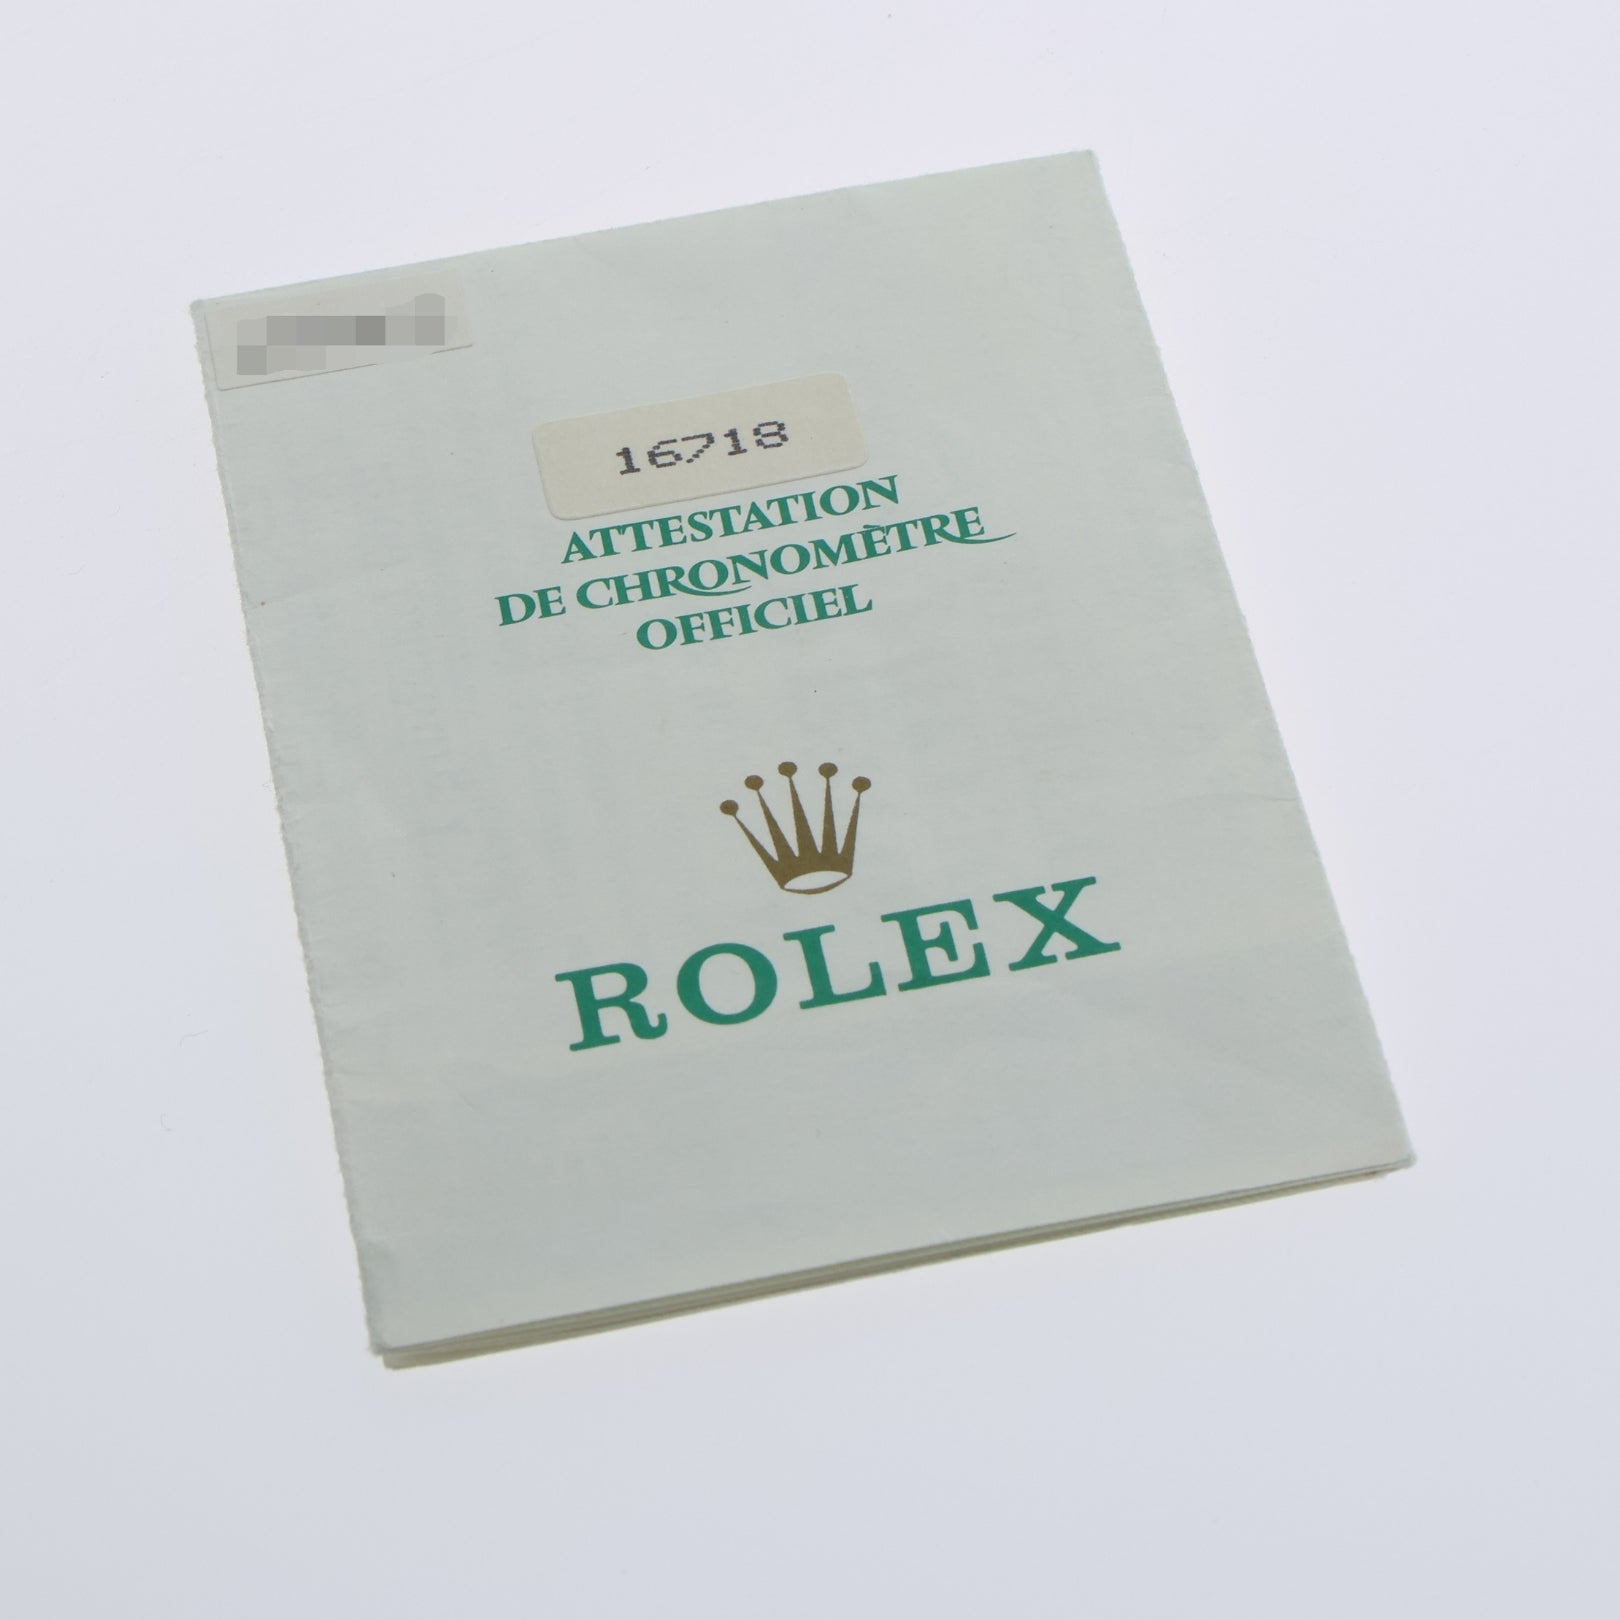 16718
ATTESTATION
DE CHRONOMÈTRE
OFFICIEL
ROLEX